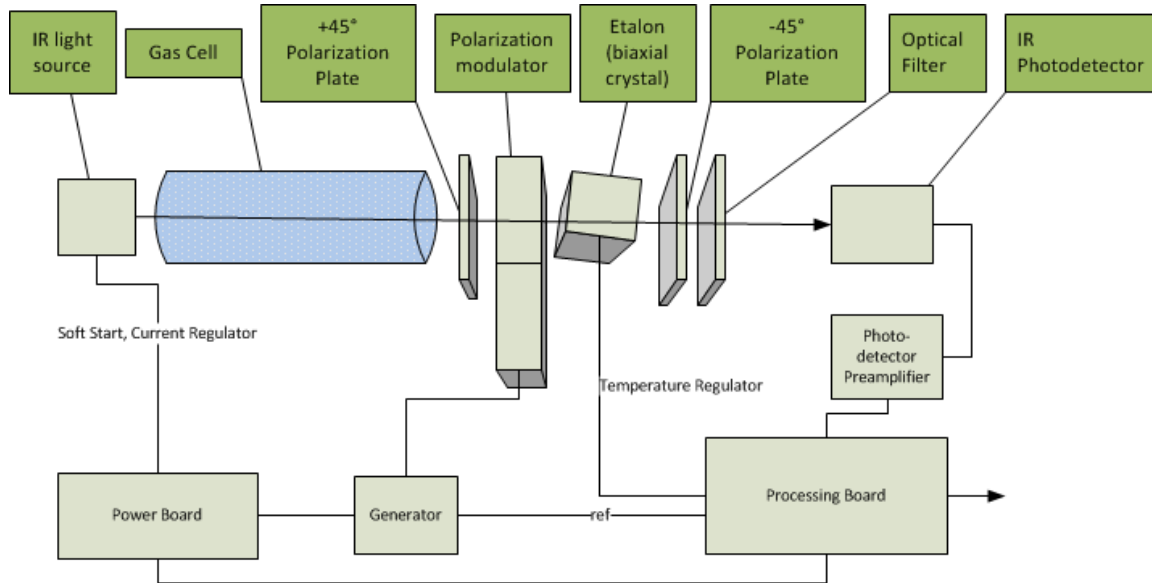 IR light
source
Gas Cell
+45°
Polarization
Plate
Polarization
modulator
Etalon
(biaxial
crystal)
-45°
Polarization
Plate
Optical
Filter
IR
Photodetector
Soft Start, Current Regulator
Temperature Regulator
Photo-
detector
Preamplifier
Power Board
Generator
ref
Processing Board